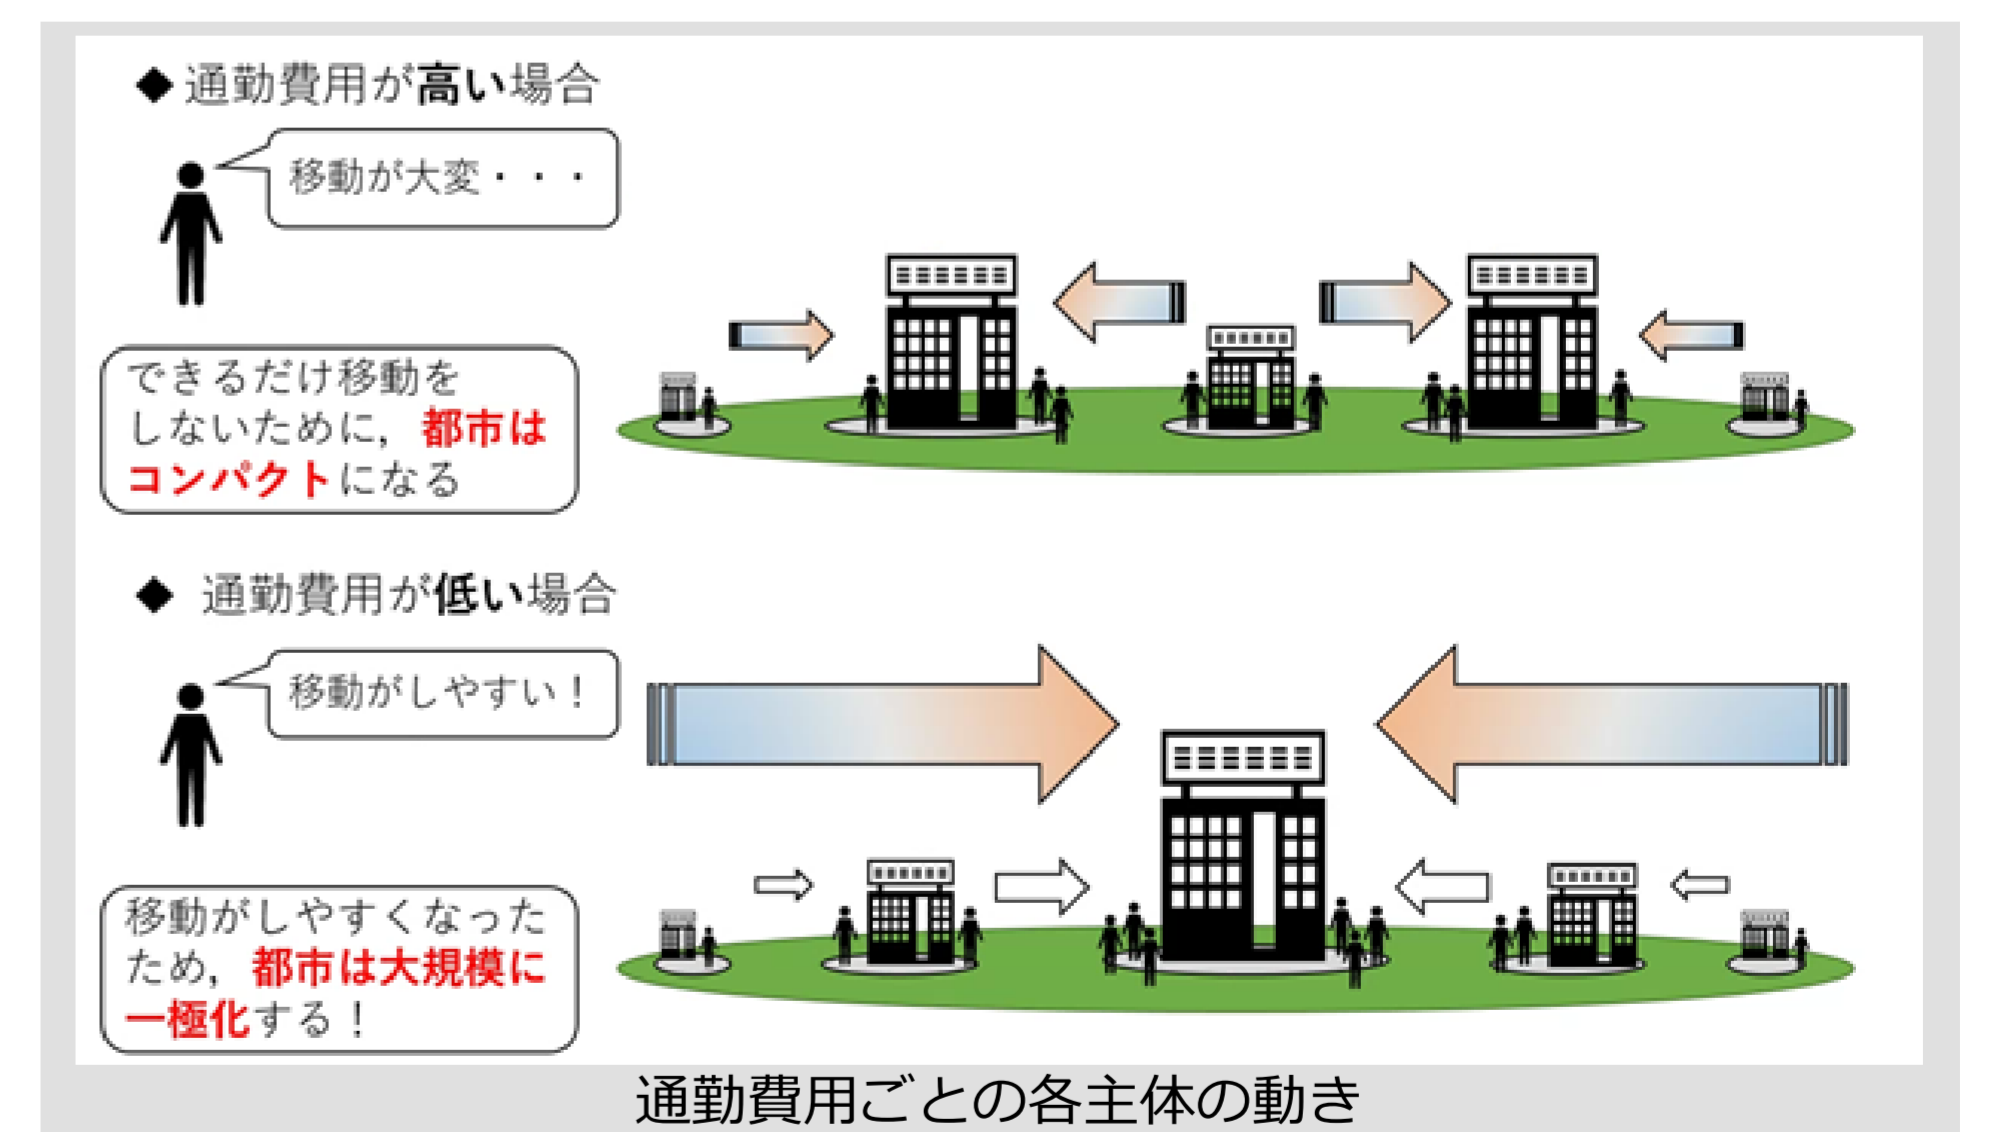 ◆通勤費用が高い場合
移動が大変・・・
できるだけ移動を
しないために，都市は
コンパクトになる
◆ 通勤費用が低い場合
移動がしやすい！
移動がしやすくなった
ため，都市は大規模に
一極化する！
通勤費用ごとの各主体の動き